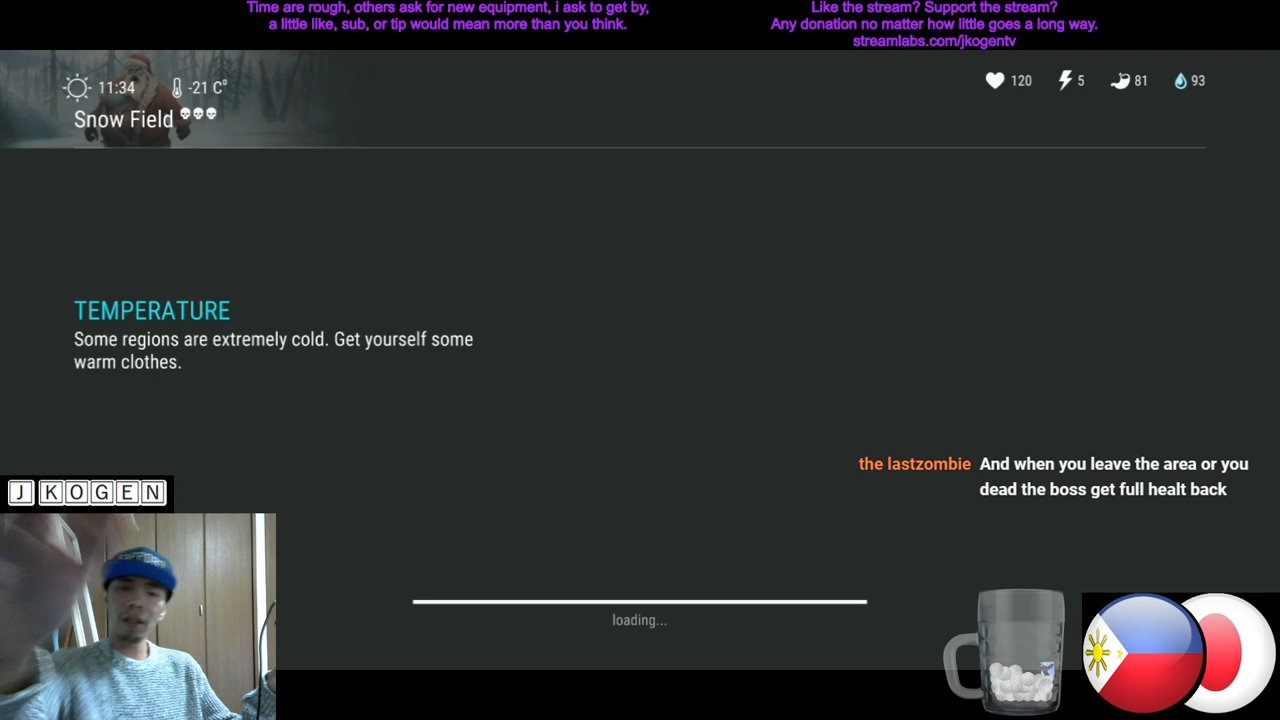 Time are rough, others ask for new equipment, i ask to get by,
a little like, sub, or tip would mean more than you think.
Like the stream? Support the stream?
Any donation no matter how little goes a long way.
streamlabs.com/jkogentv
11:34 -21 C°
Snow Field
120 5 81 93
TEMPERATURE
Some regions are extremely cold. Get yourself some
warm clothes.
the lastzombie And when you leave the area or you
dead the boss get full healt back
J KOGEN
loading...